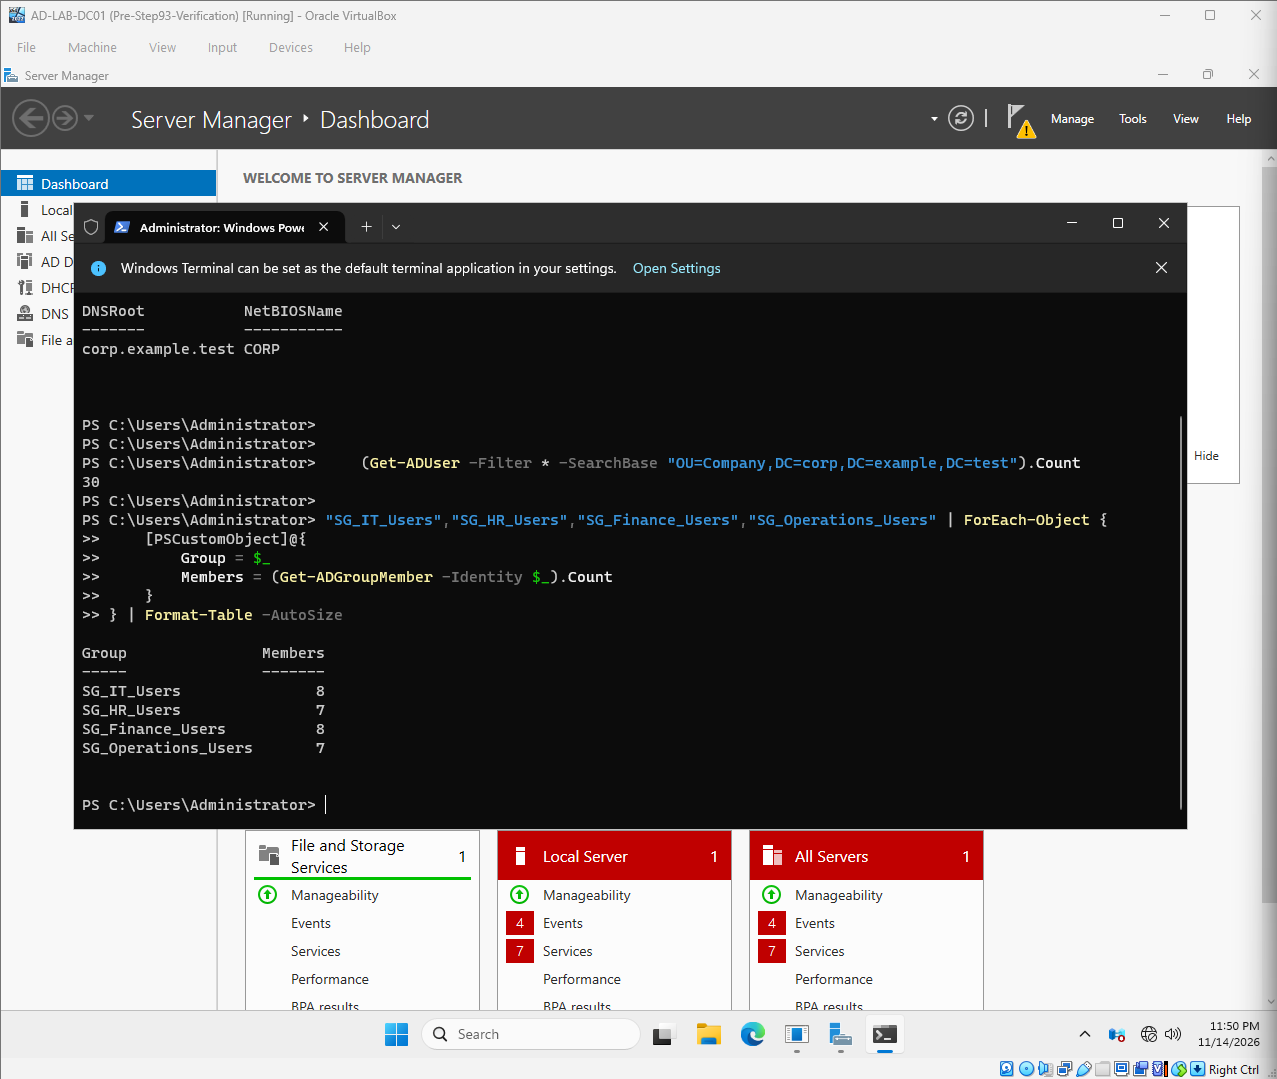 AD-LAB-DC01 (Pre-Step93-Verification) [Running] - Oracle VirtualBox
File Machine View Input Devices Help
Server Manager
Server Manager ‣ Dashboard
Manage Tools View Help
Dashboard
Local
All Se
AD D
DHCP
DNS
File a
WELCOME TO SERVER MANAGER
Hide
Administrator: Windows Powe
Windows Terminal can be set as the default terminal application in your settings. Open Settings
DNSRoot NetBIOSName
------- -----------
corp.example.test CORP
PS C:\Users\Administrator>
PS C:\Users\Administrator>
PS C:\Users\Administrator>     (Get-ADUser -Filter * -SearchBase "OU=Company,DC=corp,DC=example,DC=test").Count
30
PS C:\Users\Administrator>
PS C:\Users\Administrator> "SG_IT_Users","SG_HR_Users","SG_Finance_Users","SG_Operations_Users" | ForEach-Object {
>>     [PSCustomObject]@{
>>         Group = $_
>>         Members = (Get-ADGroupMember -Identity $_).Count
>>     }
>> } | Format-Table -AutoSize
Group Members
----- -------
SG_IT_Users 8
SG_HR_Users 7
SG_Finance_Users 8
SG_Operations_Users 7
PS C:\Users\Administrator>
File and Storage Services 1
Manageability
Events
Services
Performance
BPA results
Local Server 1
Manageability
4 Events
7 Services
Performance
BPA results
All Servers 1
Manageability
4 Events
7 Services
Performance
BPA results
Search
11:50 PM
11/14/2026
Right Ctrl